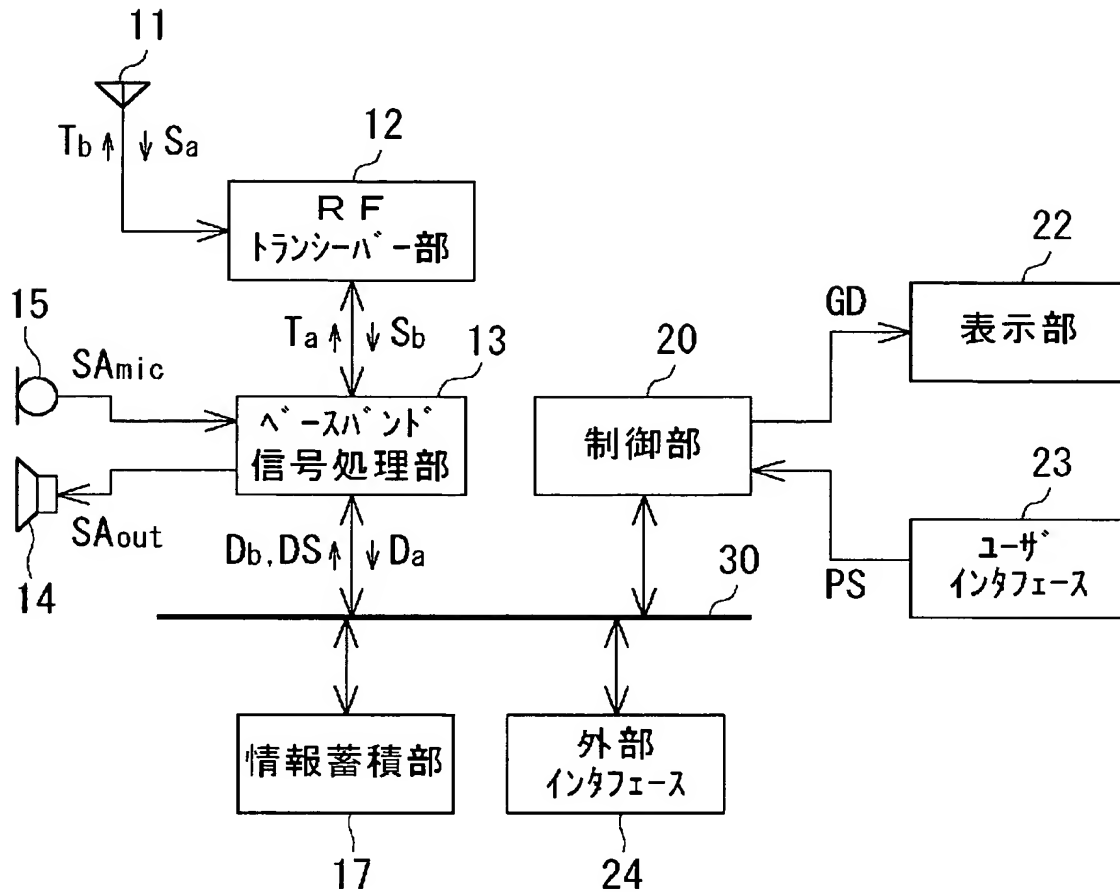 11
Tb Sa
12
RF
トランシーバー部
22
GD
表示部
15
SAmic
Ta Sb
13
20
ベースバンド
信号処理部
制御部
23
ユーザ
インタフェース
PS
SAout
14
Db,DS Da
30
情報蓄積部
外部
インタフェース
17
24